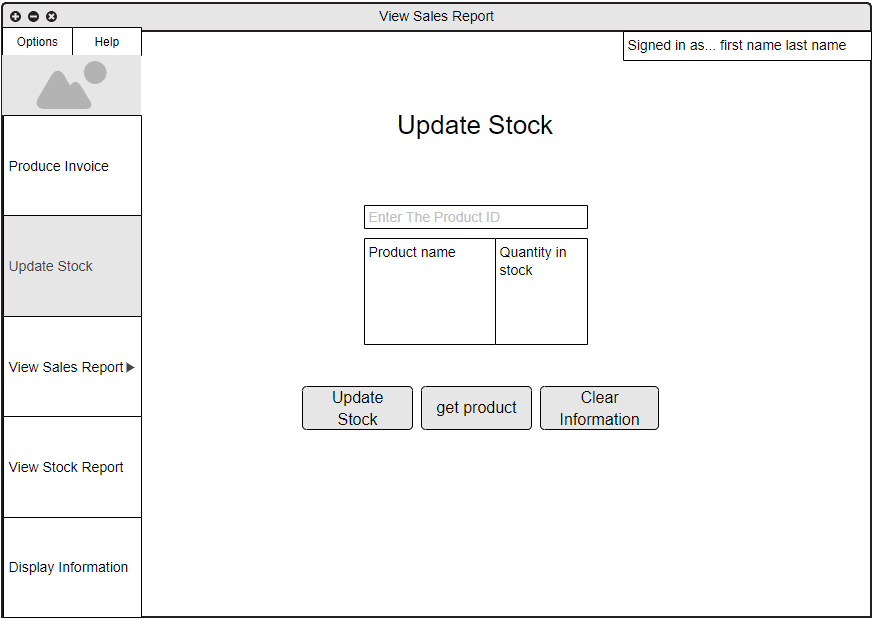 View Sales Report
Options
Help
Signed in as... first name last name
Produce Invoice
Update Stock
View Sales Report
View Stock Report
Display Information
Update Stock
Enter The Product ID
Product name
Quantity in
stock
Update
Stock
get product
Clear
Information